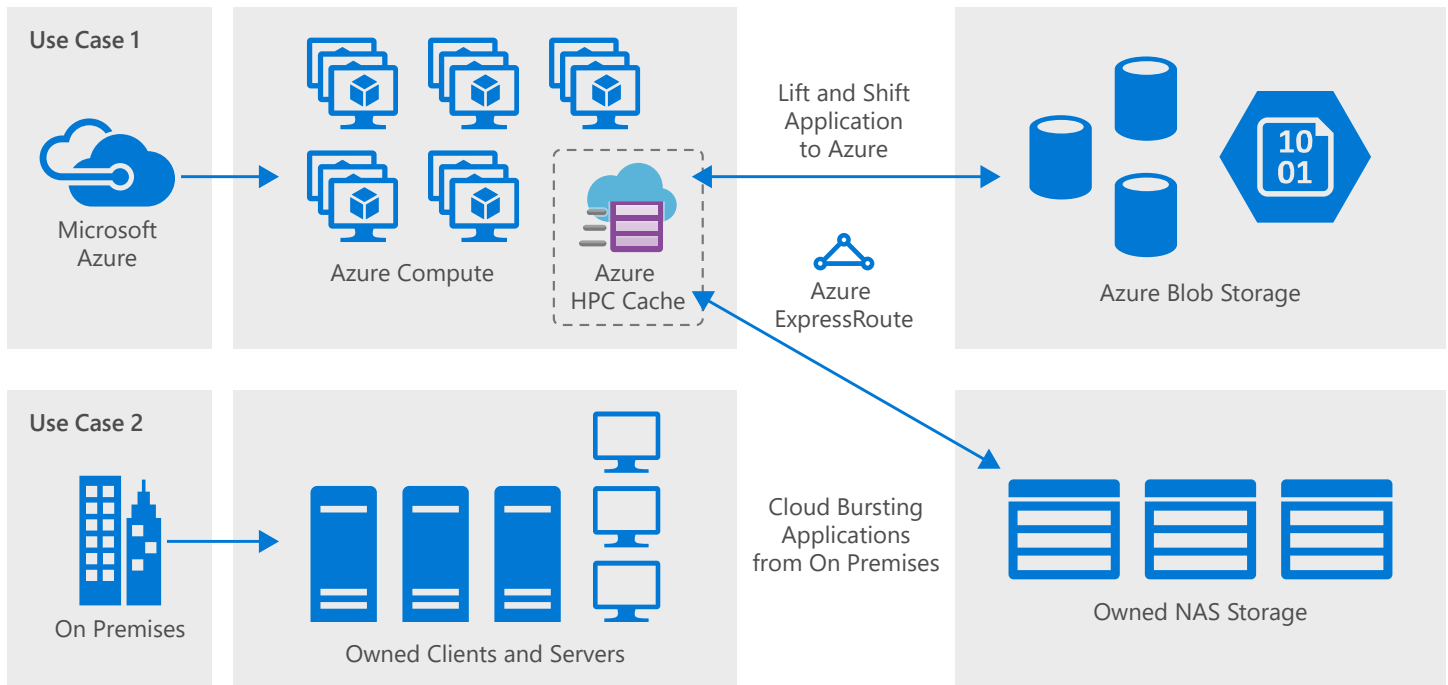 Use Case 1
Microsoft
Azure
Azure Compute
Azure
HPC Cache
Lift and Shift
Application
to Azure
Azure
ExpressRoute
10
01
Azure Blob Storage
Use Case 2
On Premises
Owned Clients and Servers
Cloud Bursting
Applications
from On Premises
Owned NAS Storage